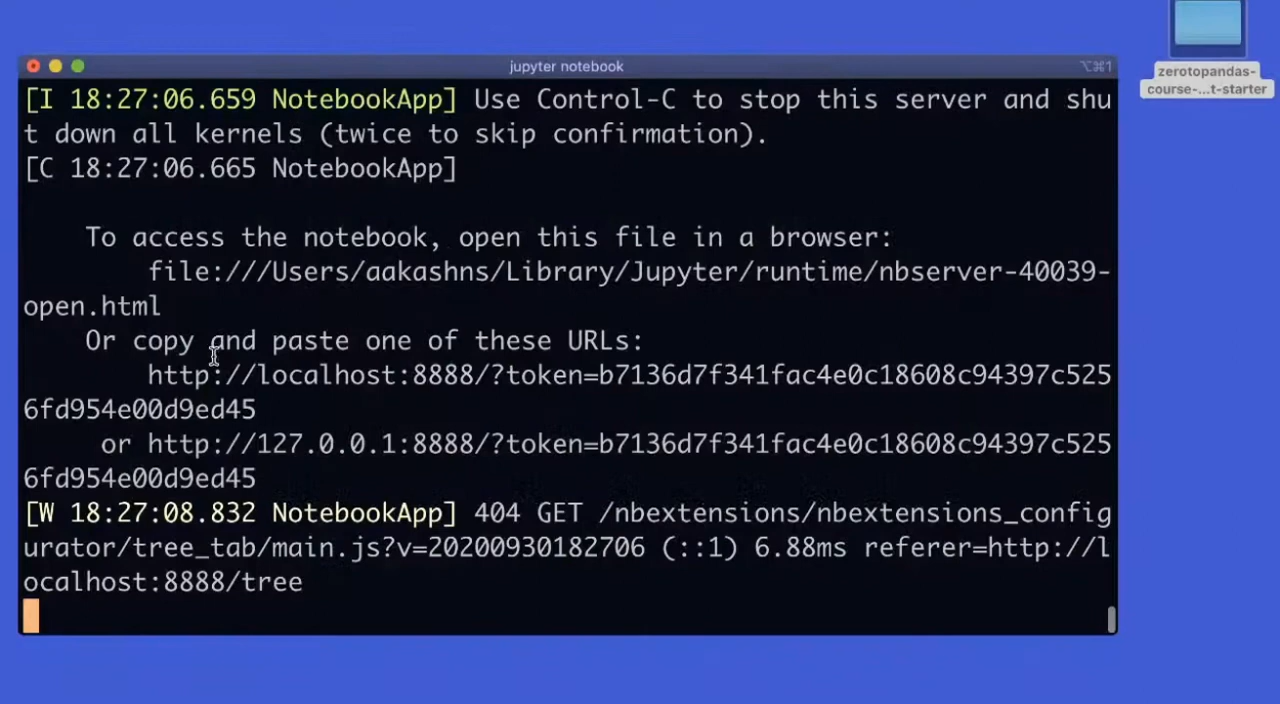 jupyter notebook
⌥⌘1
[I 18:27:06.659 NotebookApp] Use Control-C to stop this server and shu
t down all kernels (twice to skip confirmation).
[C 18:27:06.665 NotebookApp]
To access the notebook, open this file in a browser:
file:///Users/aakashns/Library/Jupyter/runtime/nbserver-40039-
open.html
Or copy and paste one of these URLs:
http://localhost:8888/?token=b7136d7f341fac4e0c18608c94397c525
6fd954e00d9ed45
or http://127.0.0.1:8888/?token=b7136d7f341fac4e0c18608c94397c525
6fd954e00d9ed45
[W 18:27:08.832 NotebookApp] 404 GET /nbextensions/nbextensions_config
urator/tree_tab/main.js?v=20200930182706 (::1) 6.88ms referer=http://l
ocalhost:8888/tree
zerotopandas-
course-...t-starter